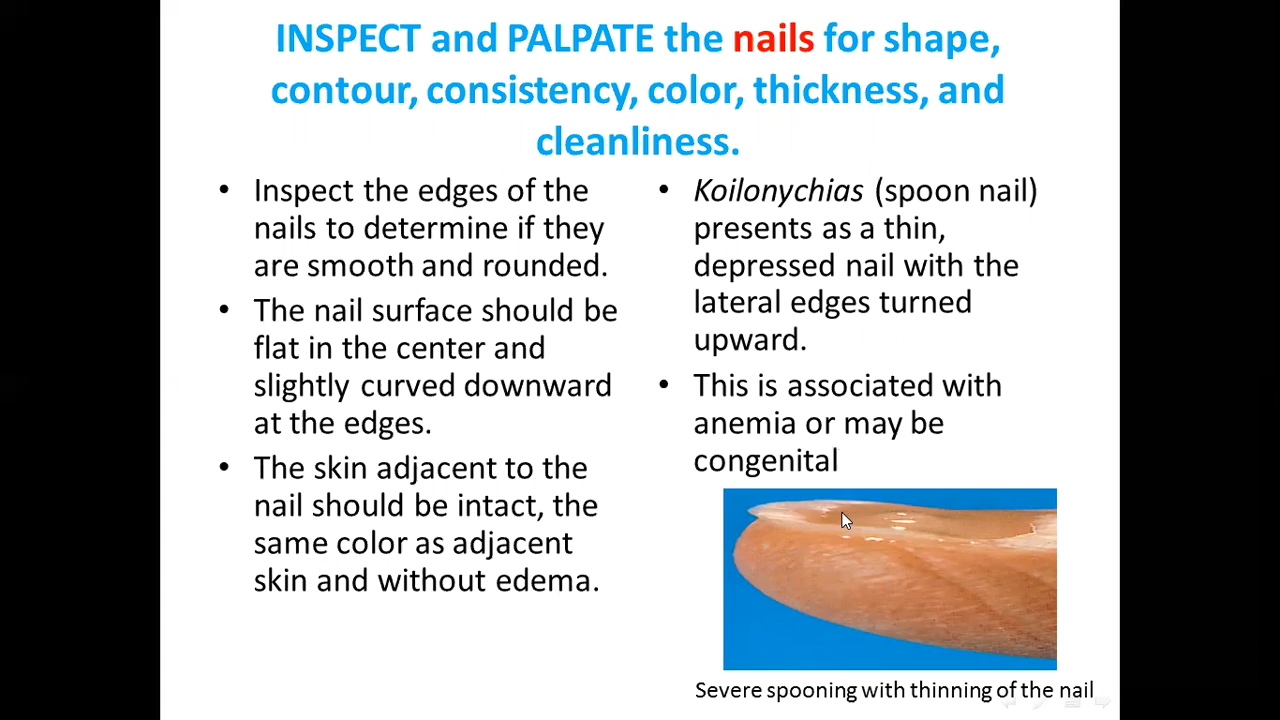 INSPECT and PALPATE the nails for shape,
contour, consistency, color, thickness, and
cleanliness.
• Inspect the edges of the
nails to determine if they
are smooth and rounded.
• The nail surface should be
flat in the center and
slightly curved downward
at the edges.
• The skin adjacent to the
nail should be intact, the
same color as adjacent
skin and without edema.
• Koilonychias (spoon nail)
presents as a thin,
depressed nail with the
lateral edges turned
upward.
• This is associated with
anemia or may be
congenital
Severe spooning with thinning of the nail